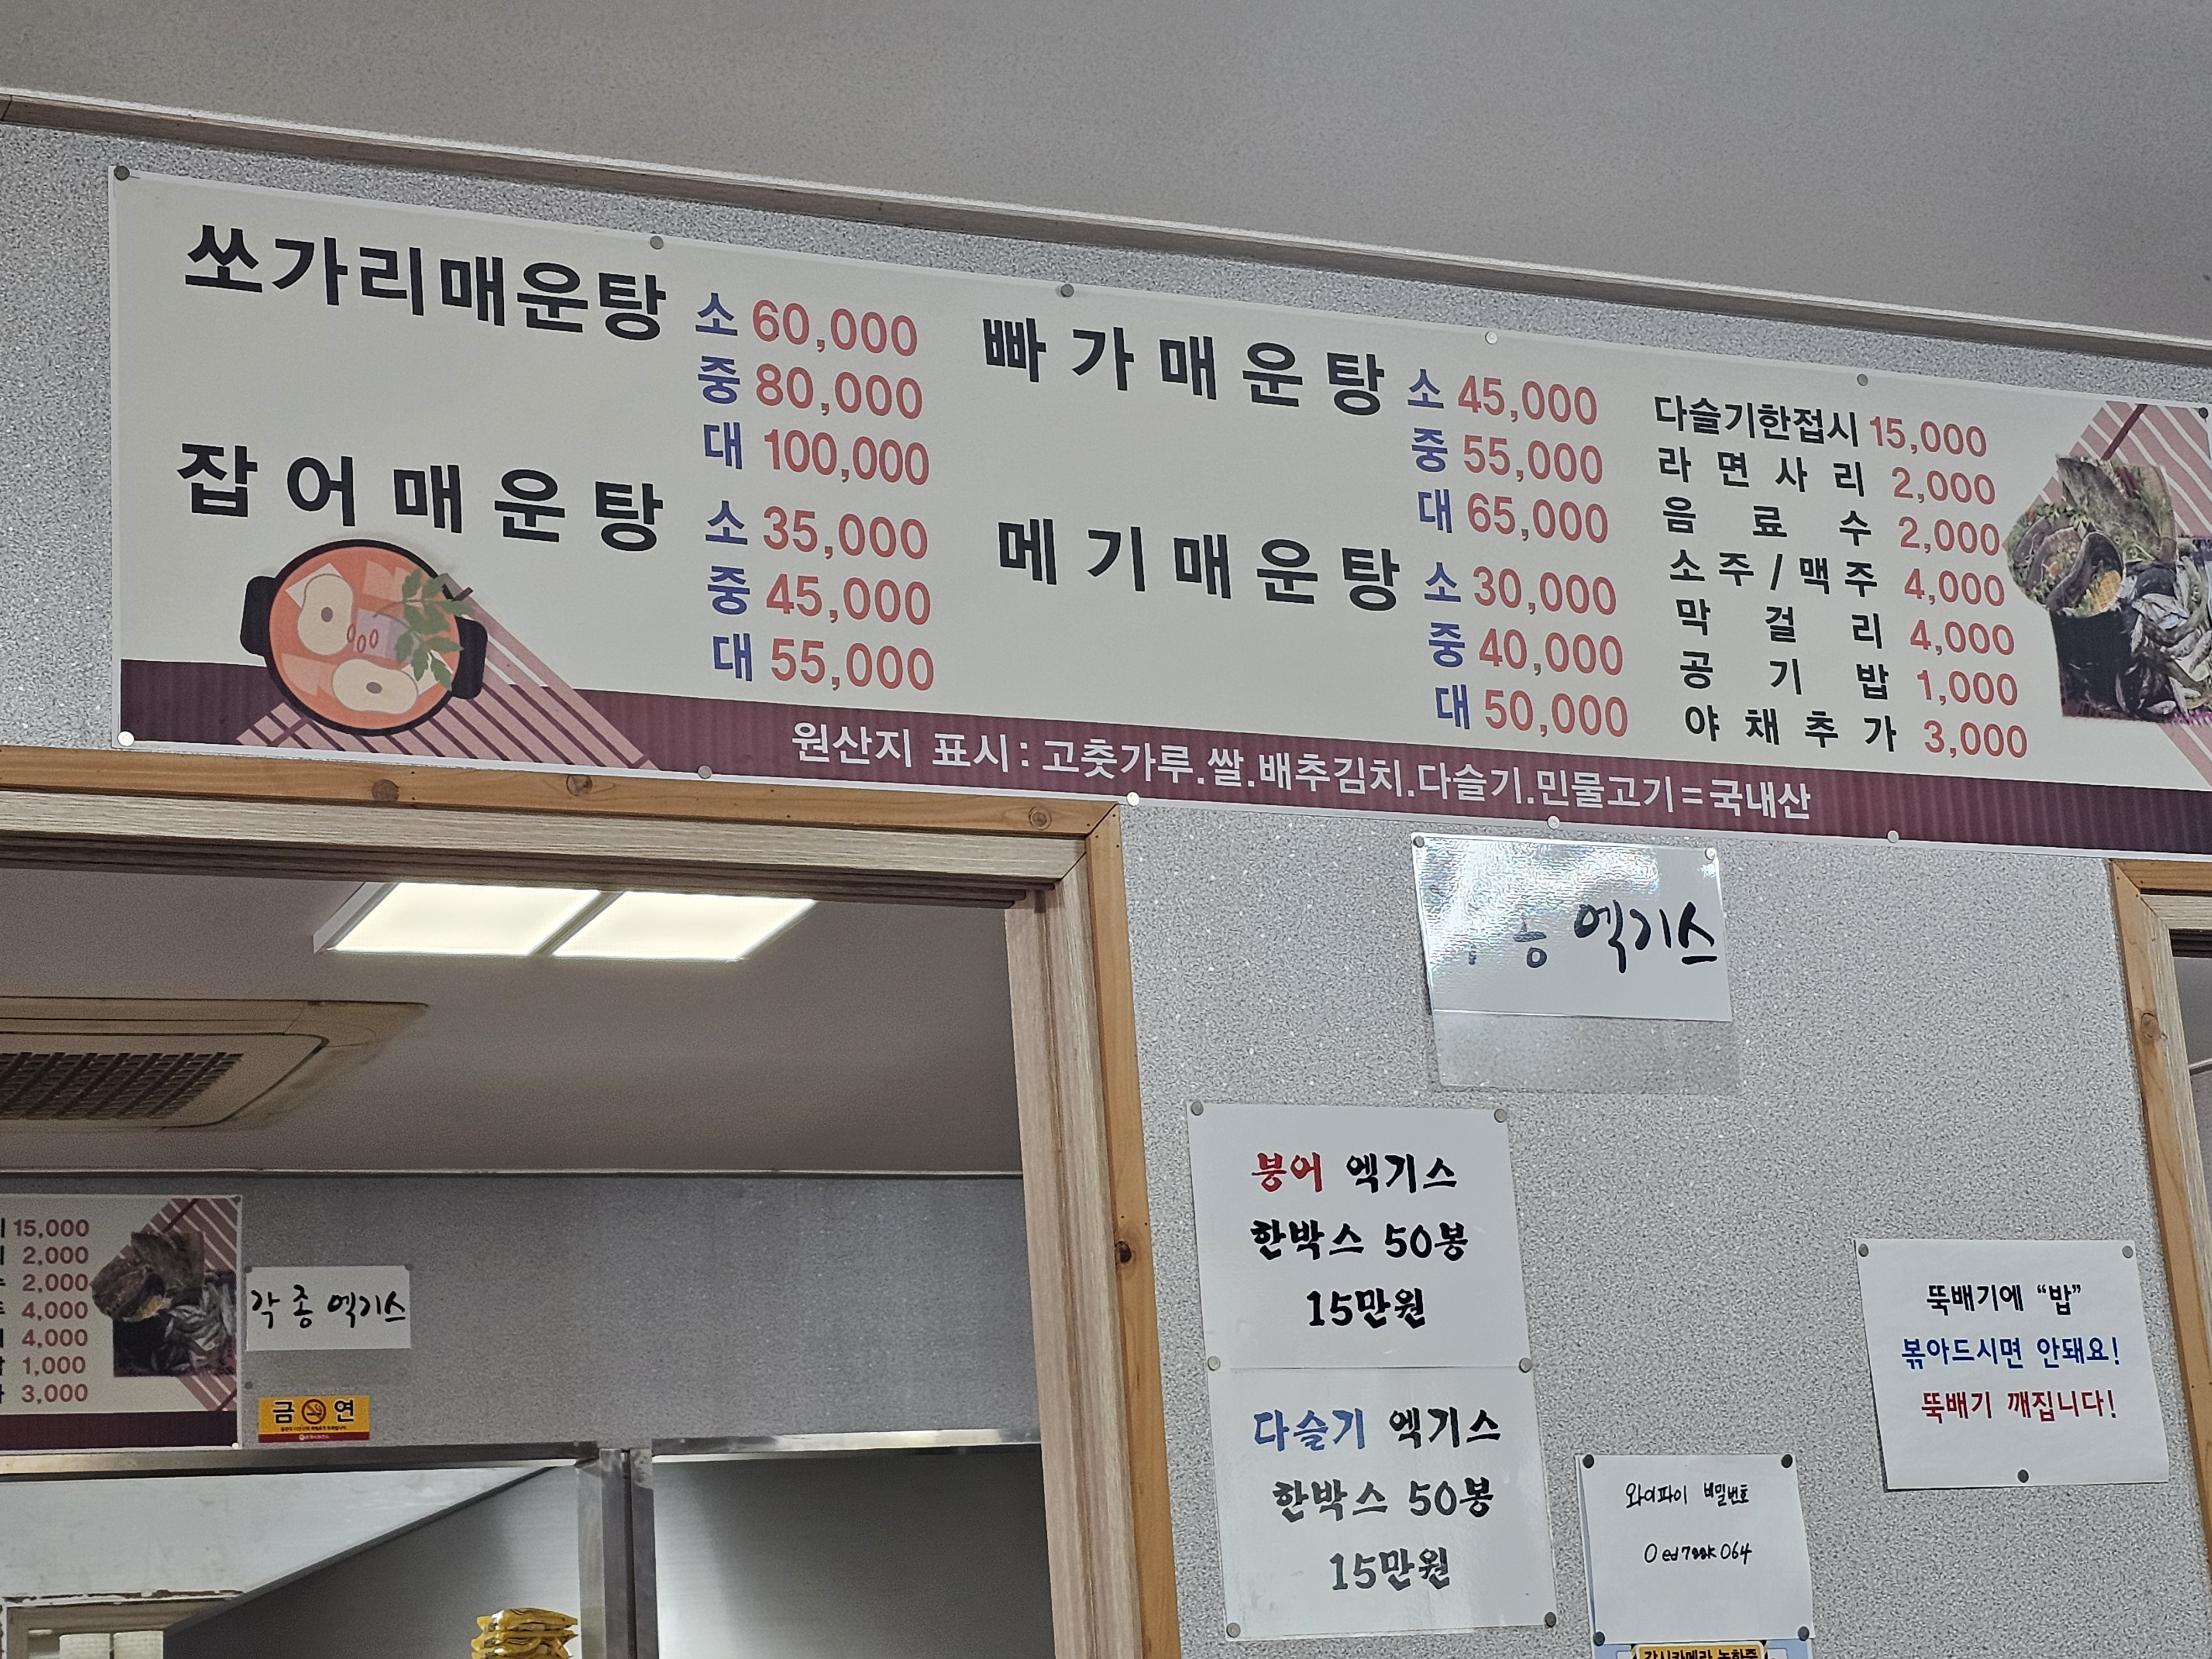 쏘가리매운탕 소 60,000
중 80,000
대 100,000
잡어매운탕 소 35,000
중 45,000
대 55,000
빠가매운탕 소 45,000
중 55,000
대 65,000
메기매운탕 소 30,000
중 40,000
대 50,000
다슬기한접시 15,000
라면사리 2,000
음료수 2,000
소주/맥주 4,000
막걸리 4,000
공기밥 1,000
야채추가 3,000
원산지 표시: 고춧가루.쌀.배추김치.다슬기.민물고기=국내산
엑기스
붕어 엑기스
한박스 50봉
15만원
다슬기 엑기스
한박스 50봉
15만원
뚝배기에 “밥”
볶아드시면 안돼요!
뚝배기 깨집니다!
와이파이 비밀번호
15,000
2,000
2,000
4,000
4,000
1,000
3,000
각종 엑기스
금연